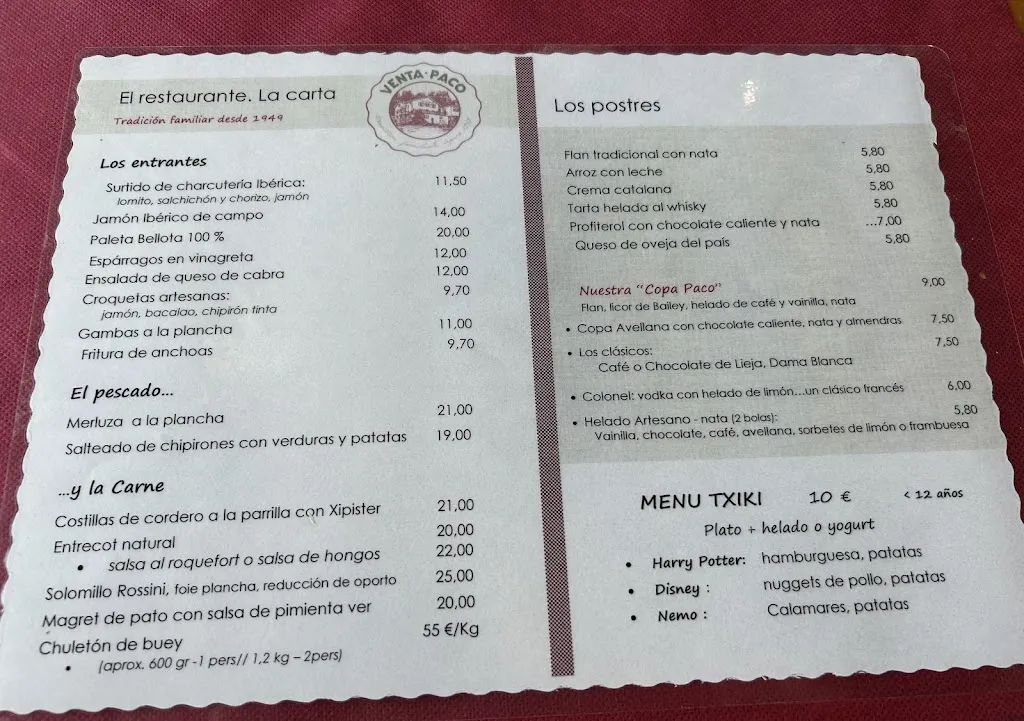 El restaurante. La carta
Tradición familiar desde 1949
VENTA · PACO
Los entrantes
Surtido de charcutería Ibérica: 11,50
lomito, salchichón y chorizo, jamón
Jamón Ibérico de campo 14,00
Paleta Bellota 100 % 20,00
Espárragos en vinagreta 12,00
Ensalada de queso de cabra 12,00
Croquetas artesanas: 9,70
jamón, bacalao, chipirón tinta
Gambas a la plancha 11,00
Fritura de anchoas 9,70
El pescado...
Merluza a la plancha 21,00
Salteado de chipirones con verduras y patatas 19,00
...y la Carne
Costillas de cordero a la parrilla con Xipister 21,00
Entrecot natural 20,00
• salsa al roquefort o salsa de hongos 22,00
Solomillo Rossini, foie plancha, reducción de oporto 25,00
Magret de pato con salsa de pimienta ver 20,00
Chuletón de buey 55 €/Kg
• (aprox. 600 gr -1 pers// 1,2 kg – 2pers)
Los postres
Flan tradicional con nata 5,80
Arroz con leche 5,80
Crema catalana 5,80
Tarta helada al whisky 5,80
Profiterol con chocolate caliente y nata ...7,00
Queso de oveja del país 5,80
Nuestra "Copa Paco" 9,00
Flan, licor de Bailey, helado de café y vainilla, nata
• Copa Avellana con chocolate caliente, nata y almendras 7,50
• Los clásicos: 7,50
Café o Chocolate de Lieja, Dama Blanca
• Colonel: vodka con helado de limón...un clásico francés 6,00
• Helado Artesano - nata (2 bolas): 5,80
Vainilla, chocolate, café, avellana, sorbetes de limón o frambuesa
MENU TXIKI 10 € < 12 años
Plato + helado o yogurt
• Harry Potter: hamburguesa, patatas
• Disney : nuggets de pollo, patatas
• Nemo : Calamares, patatas